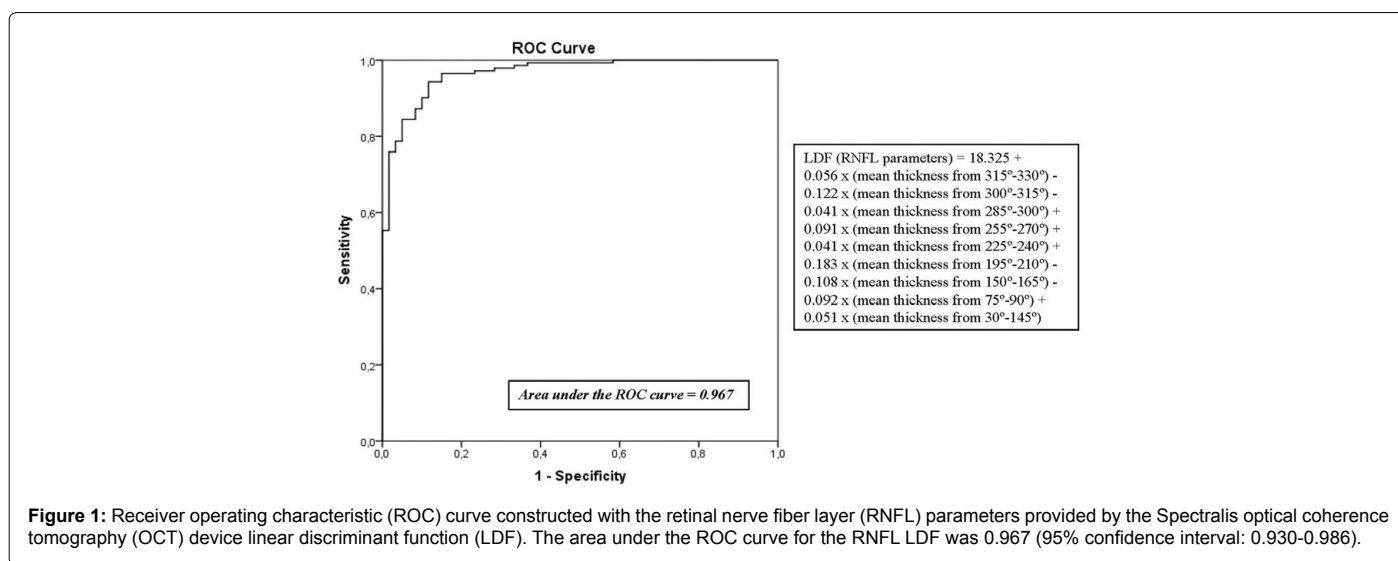 ROC Curve
1,0
0,8
0,6
0,4
0,2
0,0
Sensitivity
0,0 0,2 0,4 0,6 0,8 1,0
1 - Specificity
Area under the ROC curve = 0.967
LDF (RNFL parameters) = 18.325 +
0.056 x (mean thickness from 315º-330º) -
0.122 x (mean thickness from 300º-315º) -
0.041 x (mean thickness from 285º-300º) +
0.091 x (mean thickness from 255º-270º) +
0.041 x (mean thickness from 225º-240º) +
0.183 x (mean thickness from 195º-210º) -
0.108 x (mean thickness from 150º-165º) -
0.092 x (mean thickness from 75º-90º) +
0.051 x (mean thickness from 30º-145º)
Figure 1: Receiver operating characteristic (ROC) curve constructed with the retinal nerve fiber layer (RNFL) parameters provided by the Spectralis optical coherence
tomography (OCT) device linear discriminant function (LDF). The area under the ROC curve for the RNFL LDF was 0.967 (95% confidence interval: 0.930-0.986).